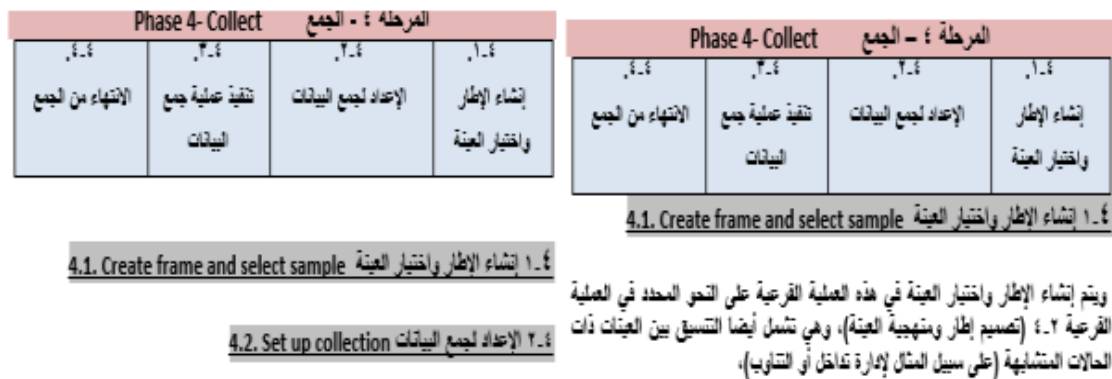 المرحلة ٤ - الجمع Phase 4- Collect
٤-١. ٤-٢. ٤-٣. ٤-٤.
إنشاء الإطار الإعداد لجمع البيانات تنفيذ عملية جمع الانتهاء من الجمع
واختيار العينة البيانات
٤-١ إنشاء الإطار واختيار العينة 4.1. Create frame and select sample
ويتم إنشاء الإطار واختيار العينة في هذه العملية الفرعية على النحو المحدد في العملية
الفرعية ٢-٤ (تصميم إطار ومنهجية العينة)، وهي تشمل أيضا التنسيق بين العينات ذات
الحالات المتشابهة (على سبيل المثال لإدارة تداخل أو التناوب)،
المرحلة ٤ - الجمع Phase 4- Collect
٤-١. ٤-٢. ٤-٣. ٤-٤.
إنشاء الإطار الإعداد لجمع البيانات تنفيذ عملية جمع الانتهاء من الجمع
واختيار العينة البيانات
٤-١ إنشاء الإطار واختيار العينة 4.1. Create frame and select sample
٤-٢ الإعداد لجمع البيانات 4.2. Set up collection